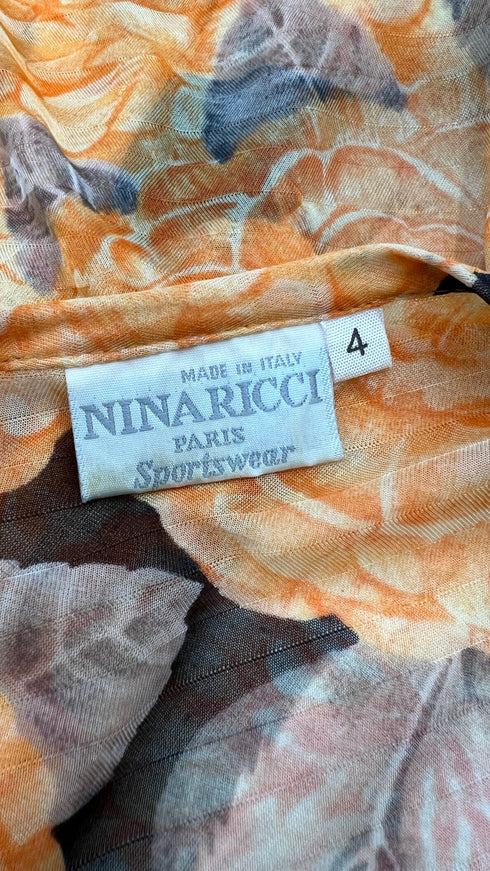 MADE IN ITALY
NINA RICCI
PARIS
Sportswear
4